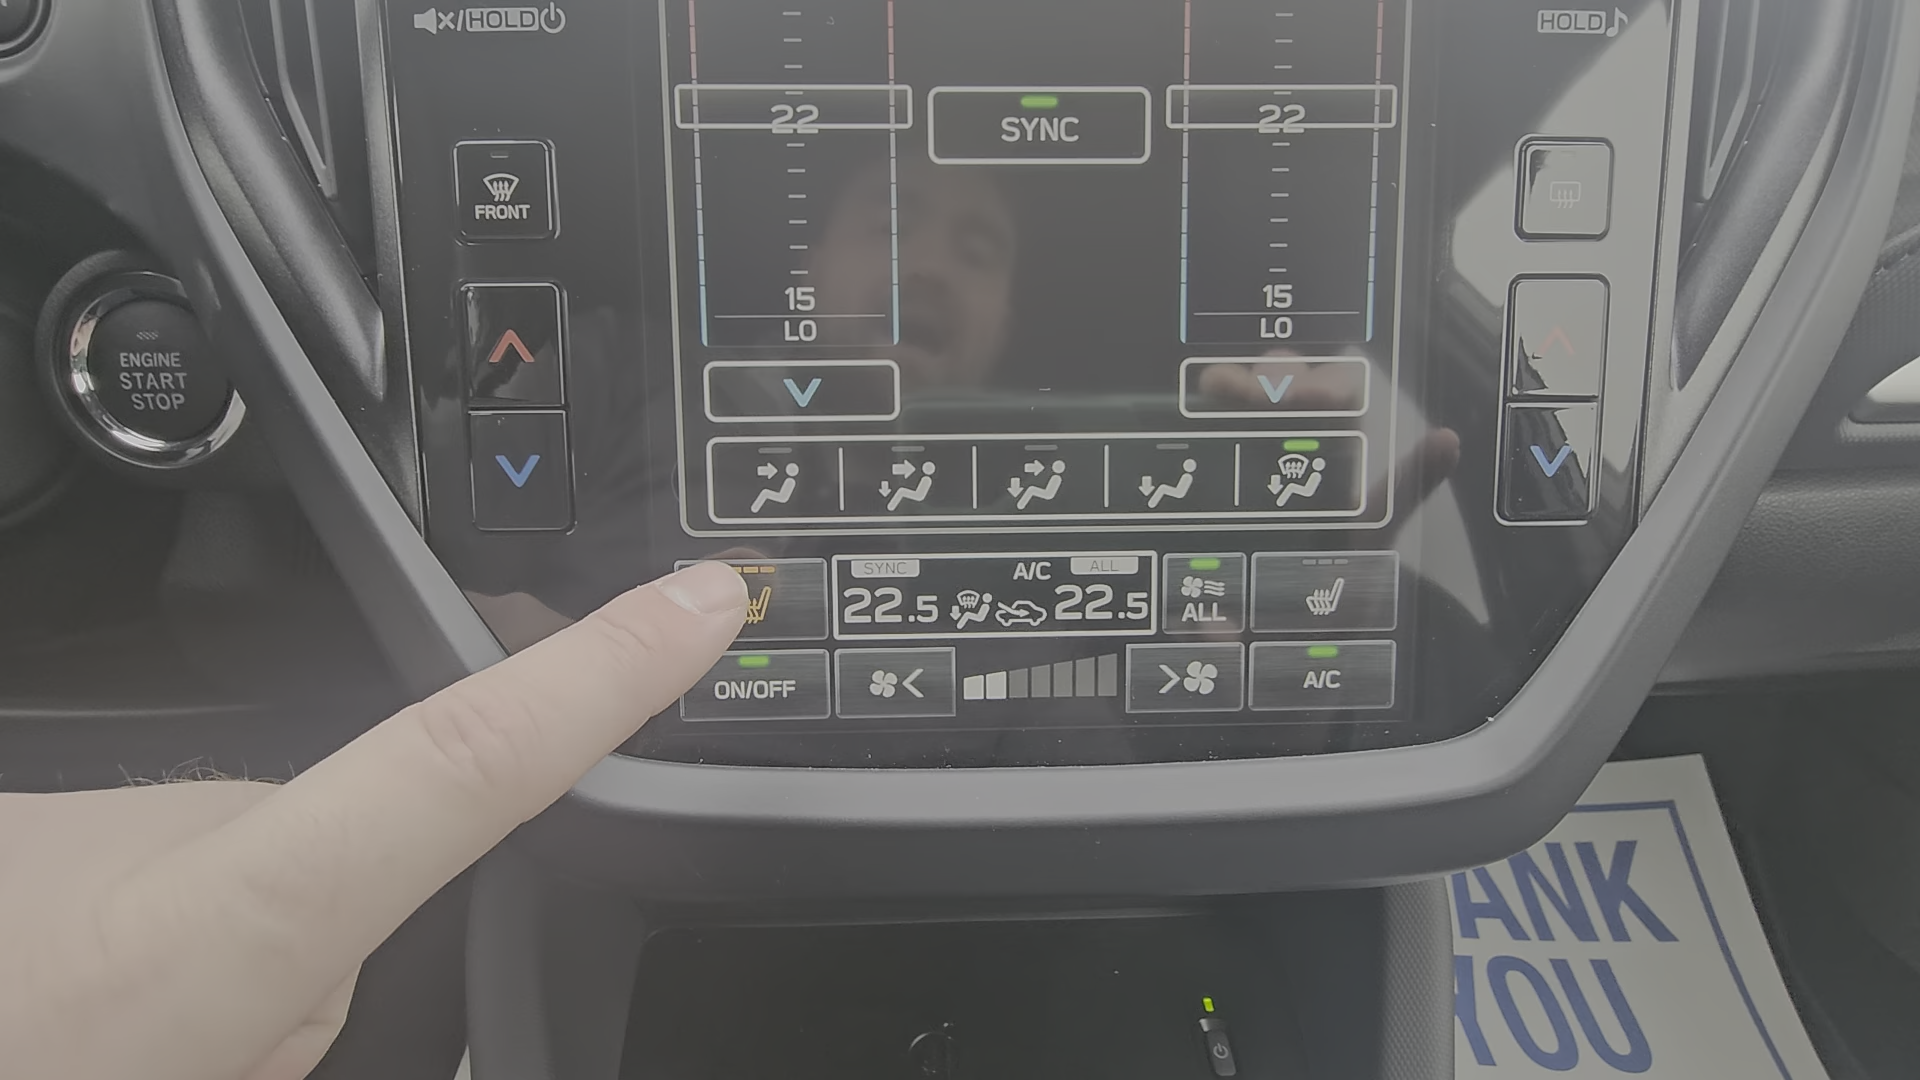 HOLD
HOLD
22
SYNC
22
FRONT
15
LO
15
LO
ENGINE
START
STOP
SYNC
A/C
ALL
22.5
22.5
ALL
ON/OFF
A/C
ANK
YOU